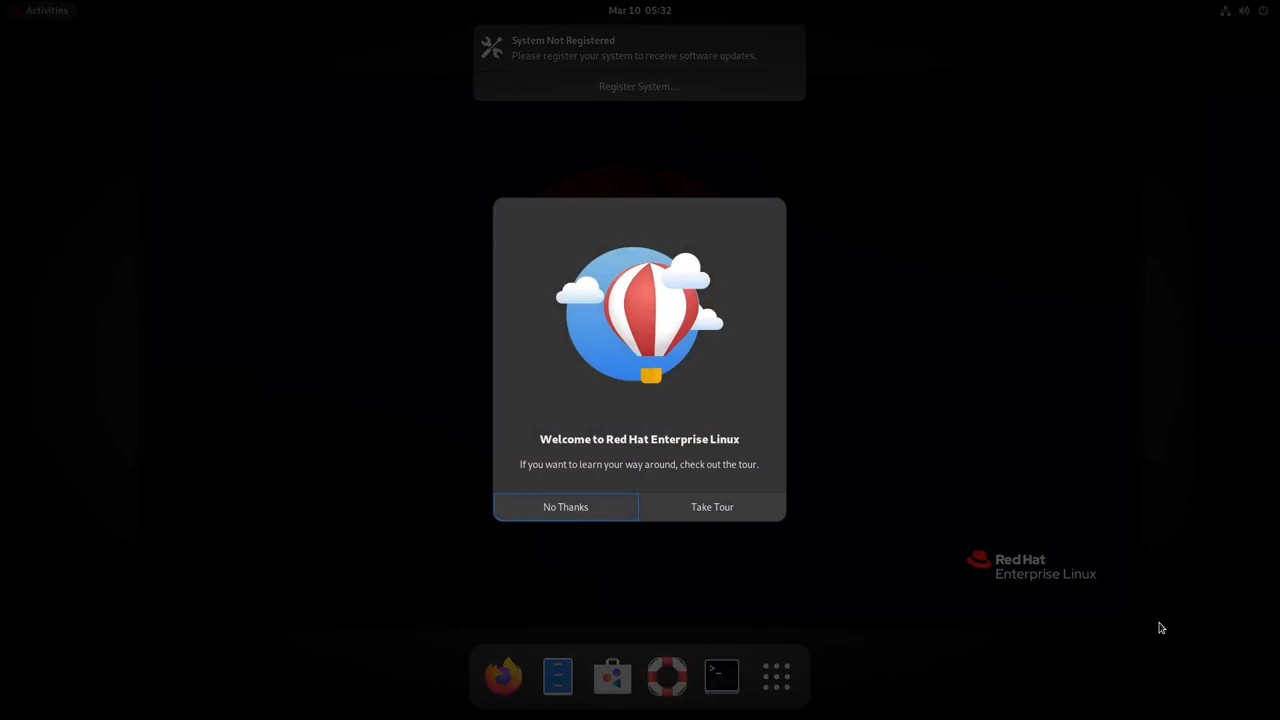 Activities
Mar 10 05:32
System Not Registered
Please register your system to receive software updates.
Register System...
Welcome to Red Hat Enterprise Linux
If you want to learn your way around, check out the tour.
No Thanks
Take Tour
Red Hat
Enterprise Linux
>_